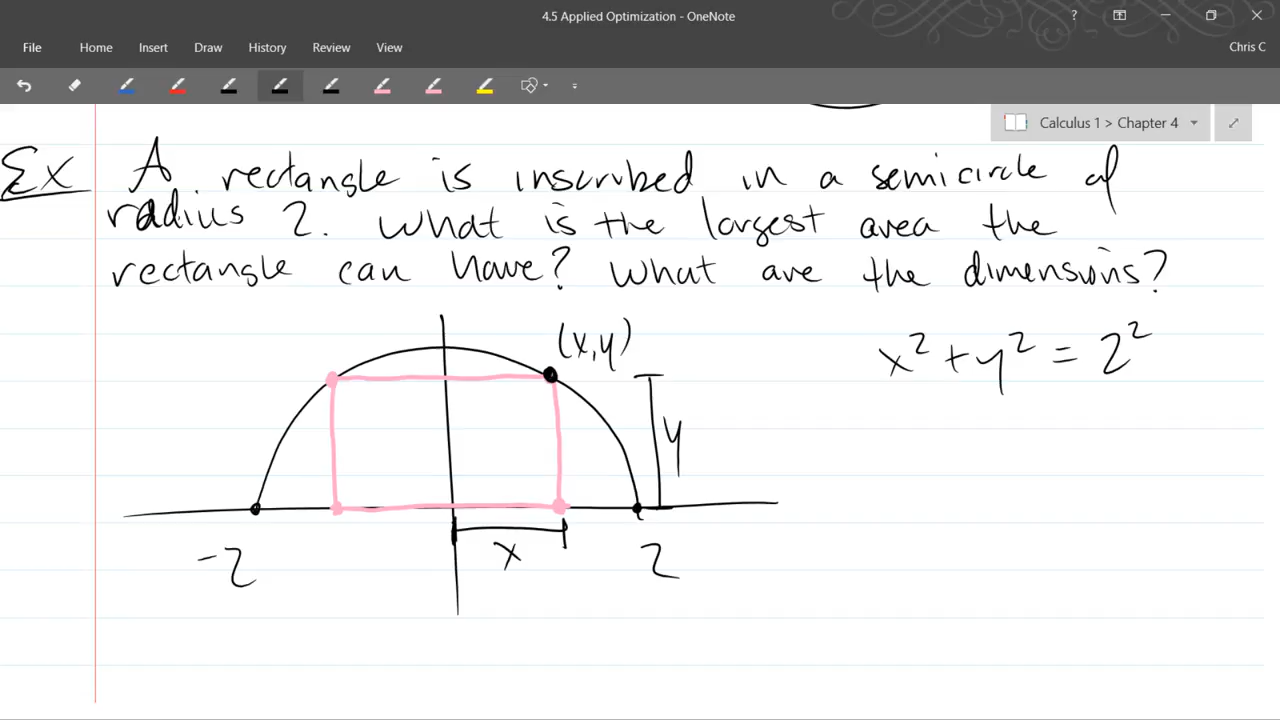 4.5 Applied Optimization - OneNote
?
File Home Insert Draw History Review View
Chris C
Calculus 1 > Chapter 4
Ex A rectangle is inscribed in a semicircle of
radius 2. What is the largest area the
rectangle can have? What are the dimensions?
(x,y)
x² + y² = 2²
y
x
-2
2